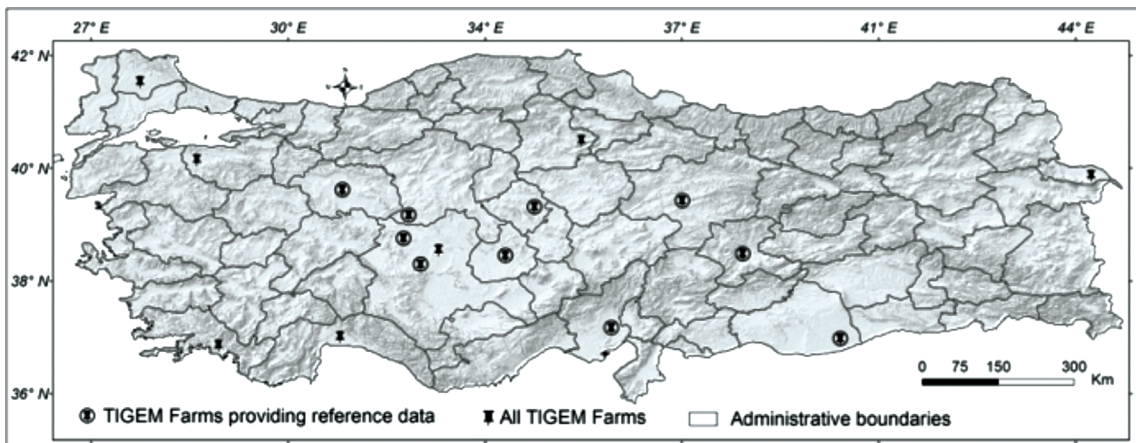 27° E 30° E 34° E 37° E 41° E 44° E
42° N
40° N
38° N
36° N
0 75 150 300
Km
TIGEM Farms providing reference data All TIGEM Farms Administrative boundaries